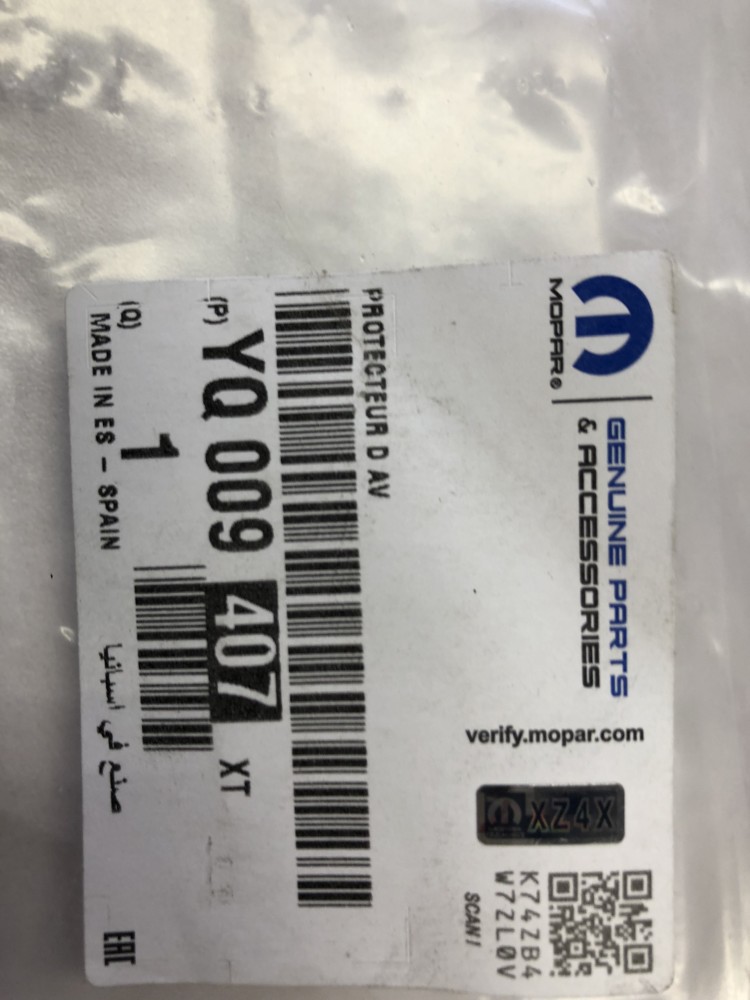 MOPAR®
GENUINE PARTS
& ACCESSORIES
verify.mopar.com
XZ4X
K74ZB4
W7ZL0V
SCAN !
PROTECTEUR D AV
(P) YQ 009 407 XT
(Q) 1
MADE IN ES - SPAIN صنع في اسبانيا
EAC